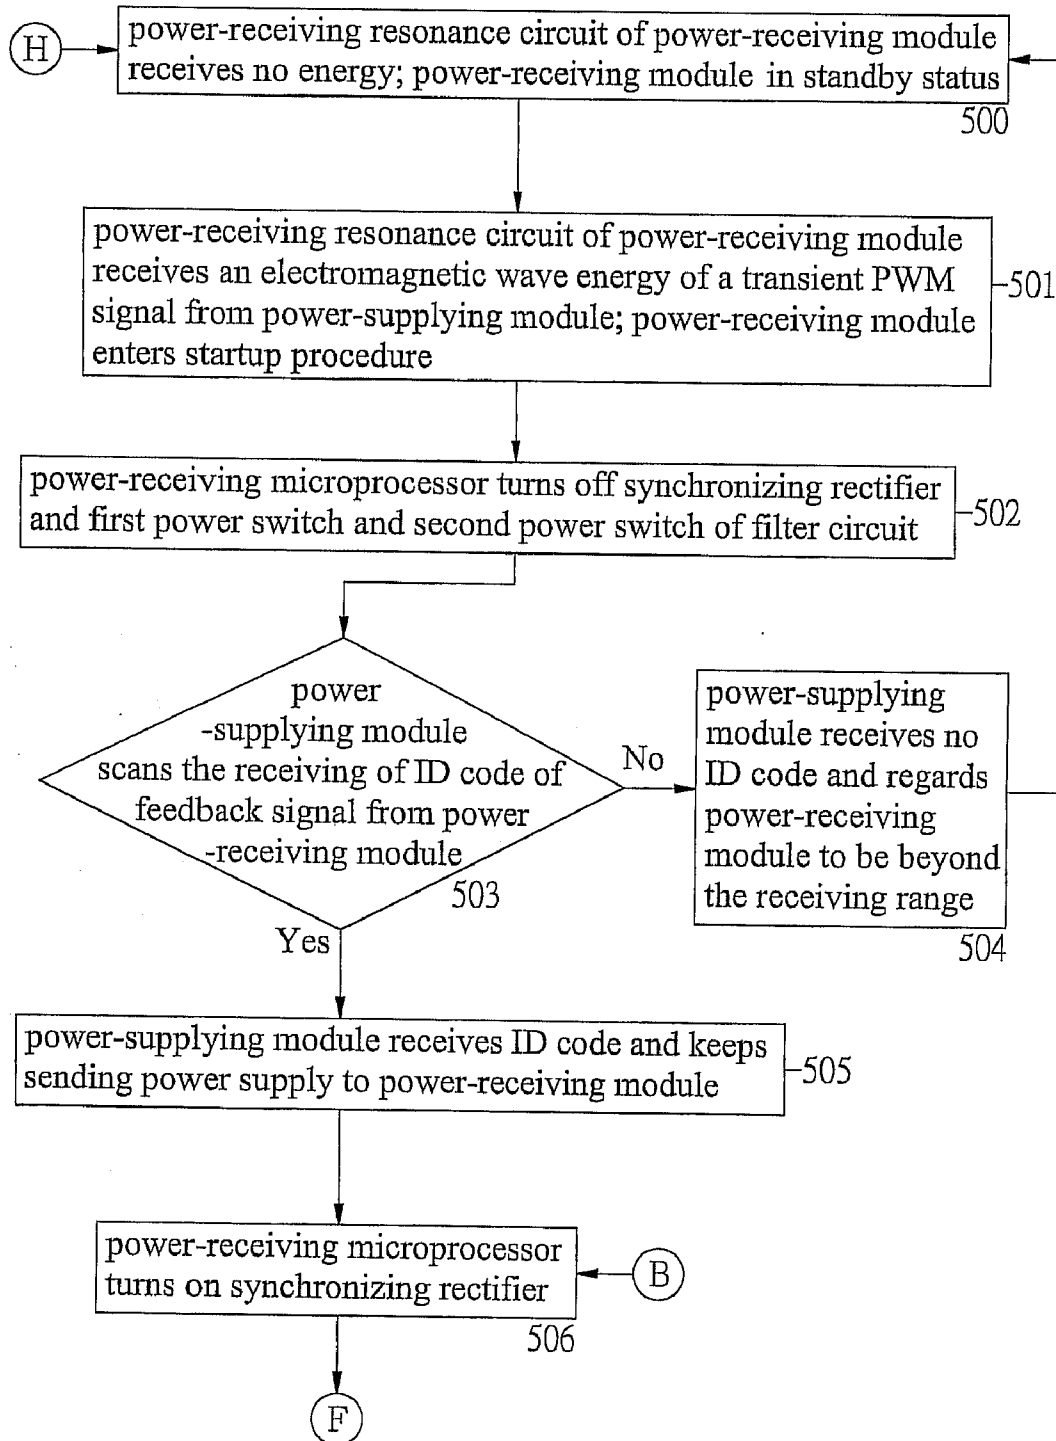 H
power-receiving resonance circuit of power-receiving module
receives no energy; power-receiving module in standby status
500
power-receiving resonance circuit of power-receiving module
receives an electromagnetic wave energy of a transient PWM
signal from power-supplying module; power-receiving module
enters startup procedure
501
power-receiving microprocessor turns off synchronizing rectifier
and first power switch and second power switch of filter circuit
502
power
-supplying module
scans the receiving of ID code of
feedback signal from power
-receiving module
503
No
power-supplying
module receives no
ID code and regards
power-receiving
module to be beyond
the receiving range
504
Yes
power-supplying module receives ID code and keeps
sending power supply to power-receiving module
505
power-receiving microprocessor
turns on synchronizing rectifier
506
B
F